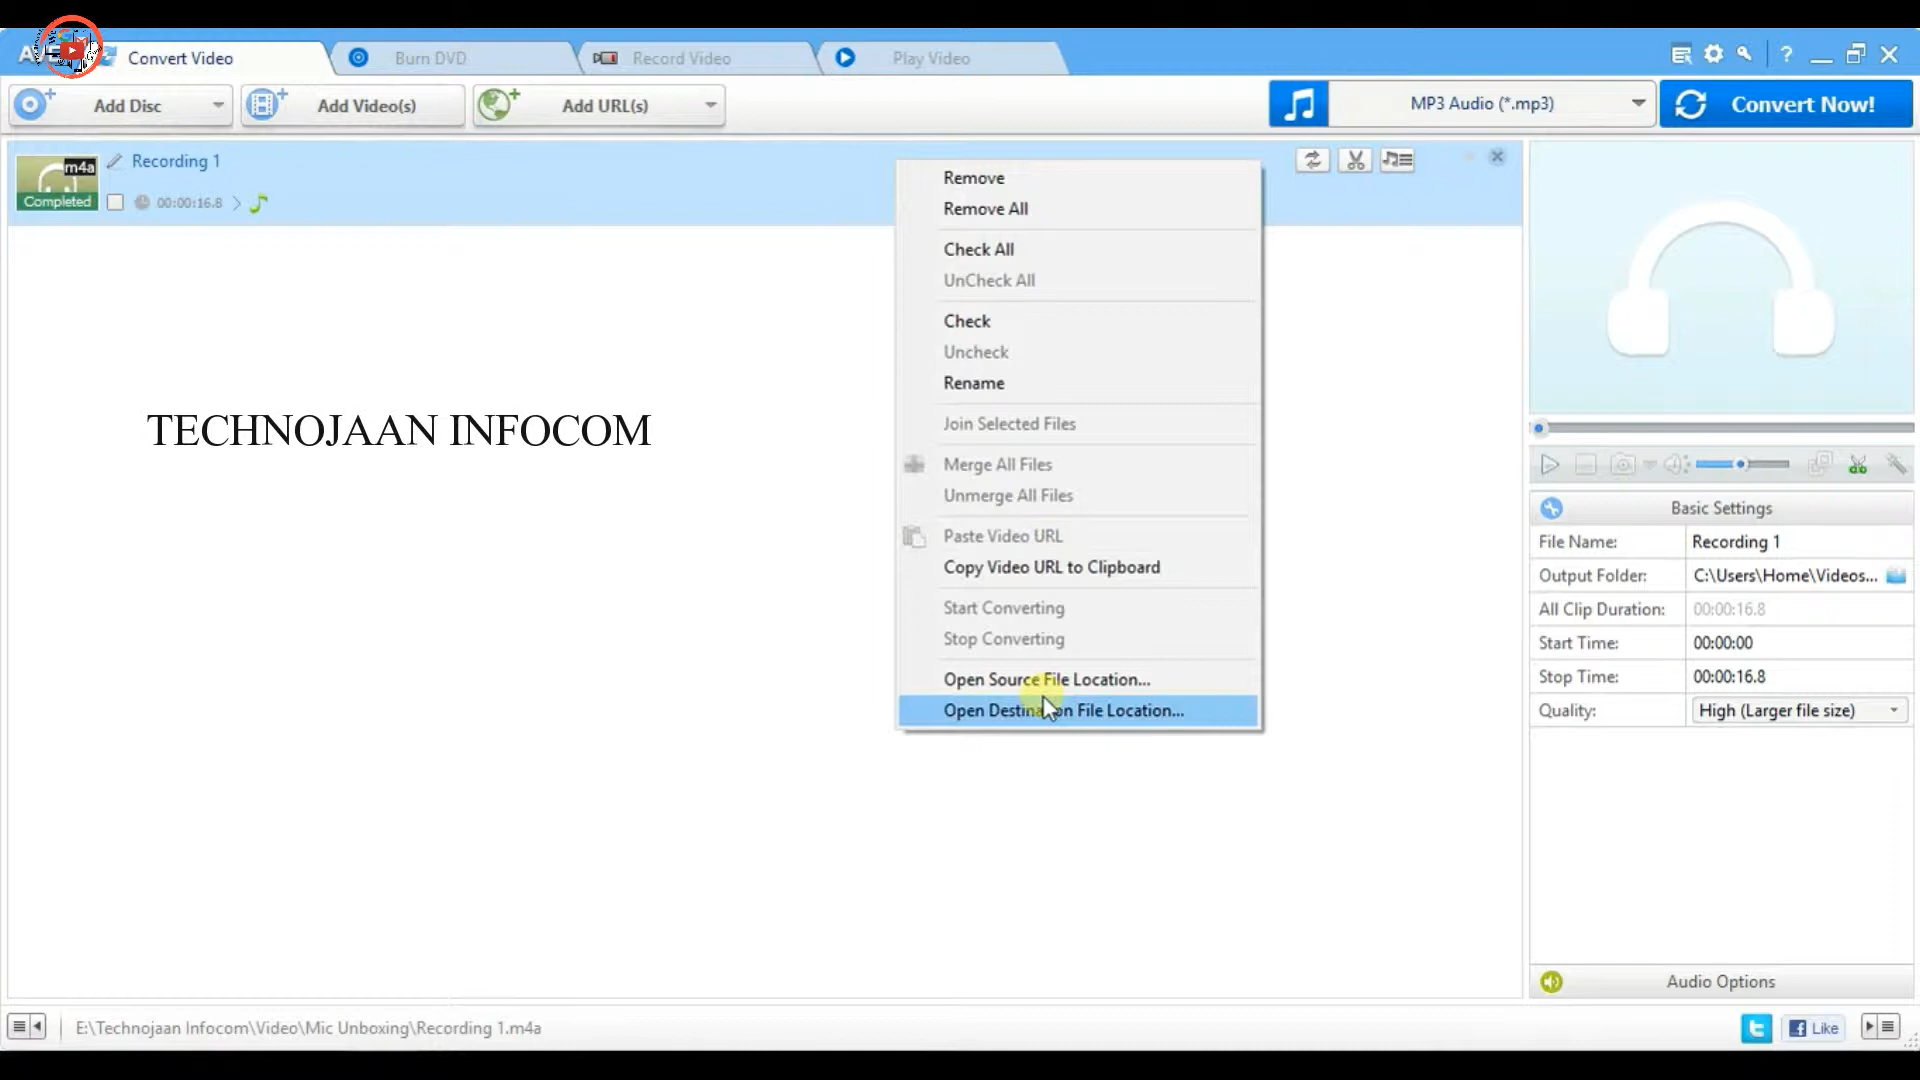 Convert Video
Burn DVD
Record Video
Play Video
?
Add Disc
Add Video(s)
Add URL(s)
MP3 Audio (*.mp3)
Convert Now!
m4a
Completed
Recording 1
00:00:16.8
TECHNOJAAN INFOCOM
Remove
Remove All
Check All
UnCheck All
Check
Uncheck
Rename
Join Selected Files
Merge All Files
Unmerge All Files
Paste Video URL
Copy Video URL to Clipboard
Start Converting
Stop Converting
Open Source File Location...
Open Destination File Location...
Basic Settings
File Name: Recording 1
Output Folder: C:\Users\Home\Videos...
All Clip Duration: 00:00:16.8
Start Time: 00:00:00
Stop Time: 00:00:16.8
Quality: High (Larger file size)
Audio Options
E:\Technojaan Infocom\Video\Mic Unboxing\Recording 1.m4a
Like